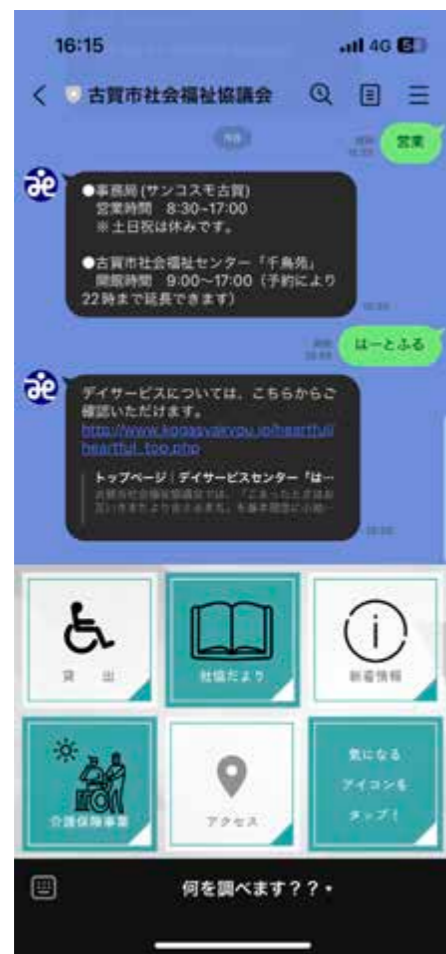 16:15
4G
古賀市社会福祉協議会
営業
●事務局(サンコスモ古賀)
営業時間 8:30~17:00
※土日祝は休みです。
●古賀市社会福祉センター「千鳥苑」
開館時間 9:00〜17:00(予約により
22時まで延長できます)
はーとふる
デイサービスについては、こちらからご
確認いただけます。
http://www.kogasyakyou.jp/heartfull/
heartful_top.php
トップページ｜デイサービスセンター「は…
貸 出
社協だより
新着情報
介護保険事業
アクセス
気になる
アイコンを
タップ！
何を調べます？？▾